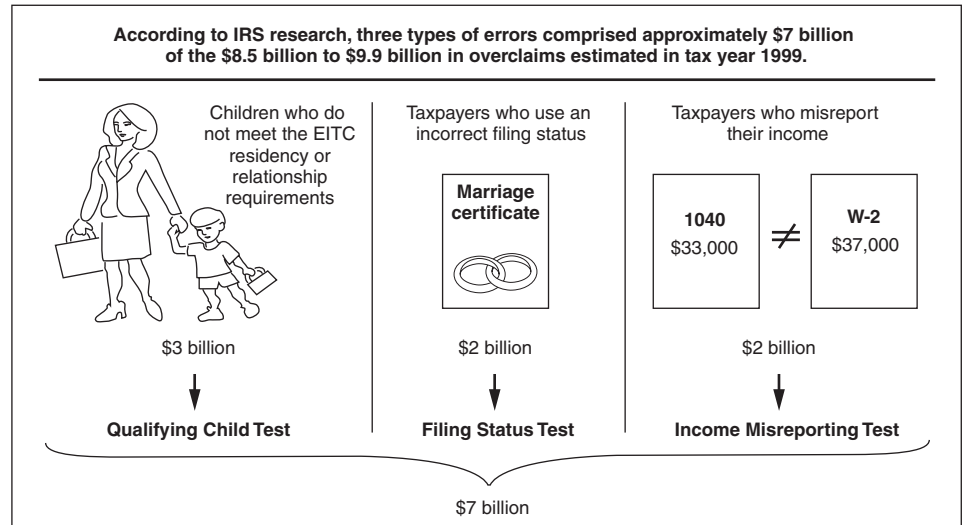 According to IRS research, three types of errors comprised approximately $7 billion
of the $8.5 billion to $9.9 billion in overclaims estimated in tax year 1999.
Children who do
not meet the EITC
residency or
relationship
requirements
$3 billion
Qualifying Child Test
Taxpayers who use an
incorrect filing status
Marriage
certificate
$2 billion
Filing Status Test
Taxpayers who misreport
their income
1040
$33,000
≠
W-2
$37,000
$2 billion
Income Misreporting Test
$7 billion